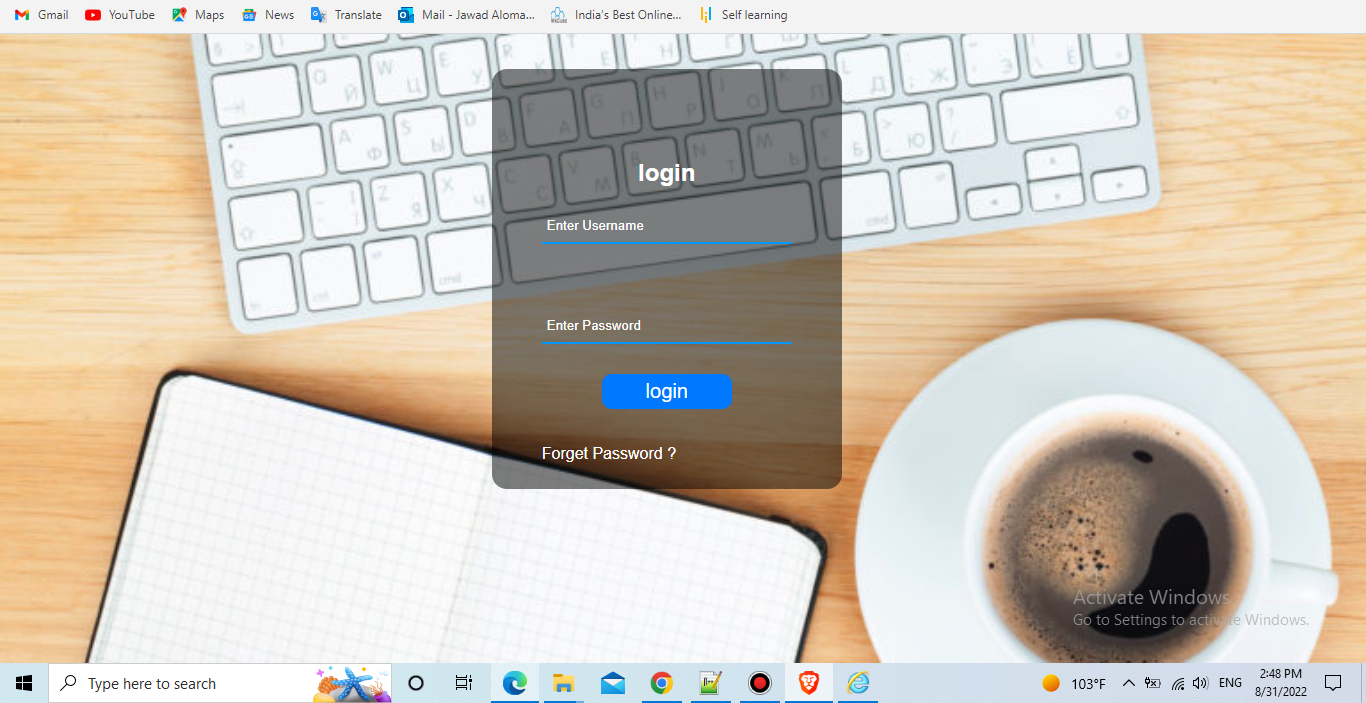 Gmail YouTube Maps News Translate Mail - Jawad Aloma... India's Best Online... Self learning
login
Enter Username
Enter Password
login
Forget Password ?
Activate Windows
Go to Settings to activate Windows.
Type here to search
103°F
ENG
2:48 PM
8/31/2022